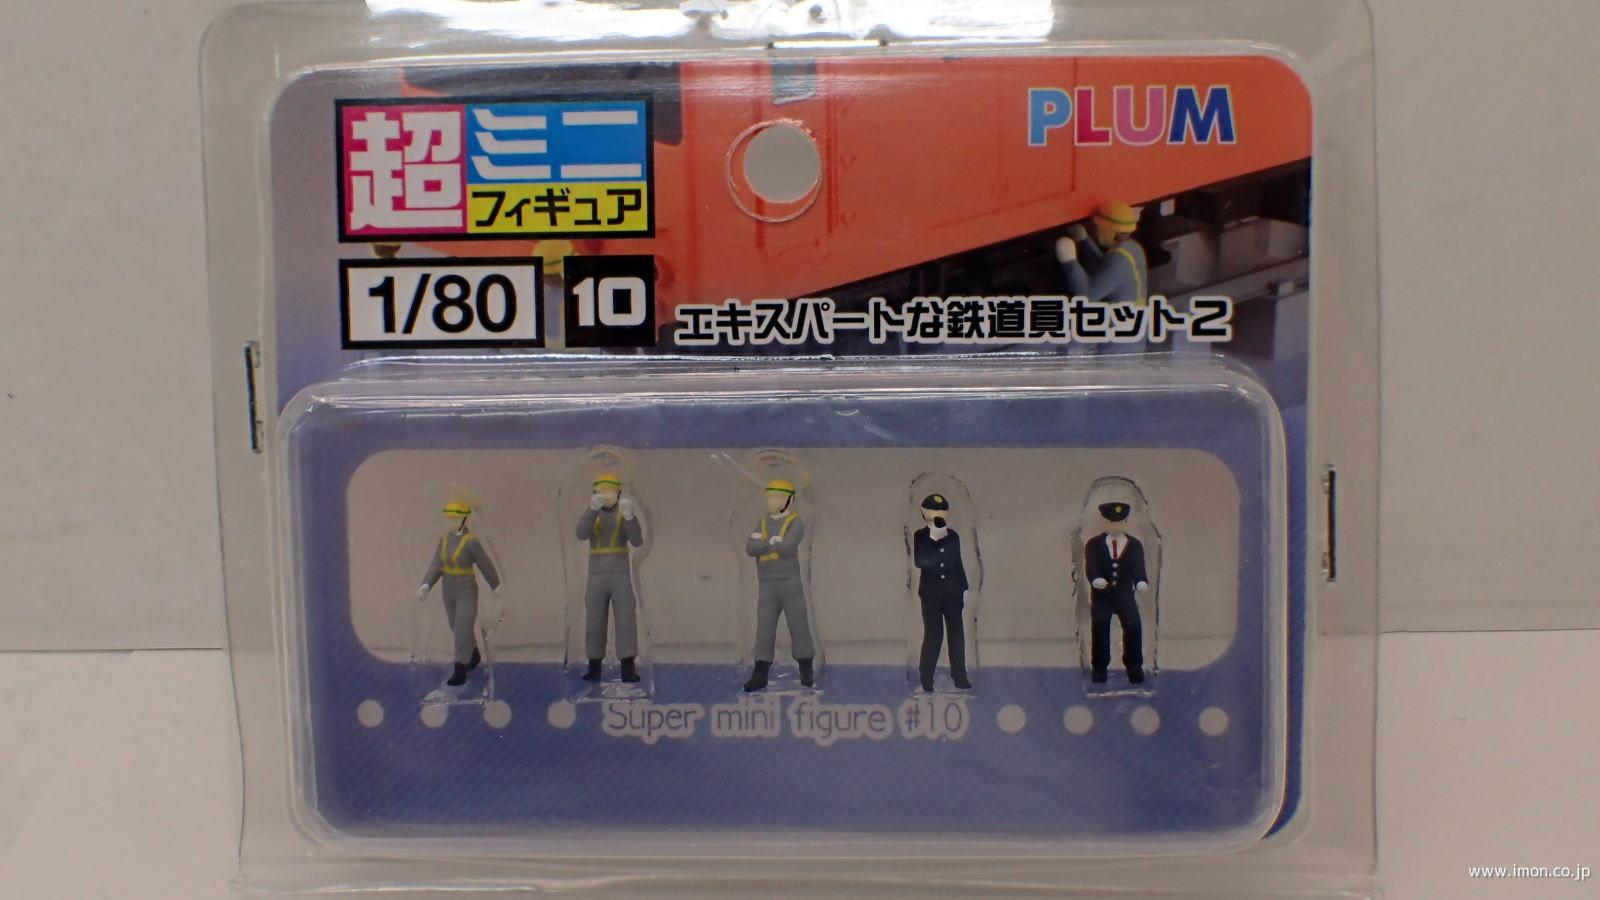 超ミニ
フィギュア
PLUM
1/80
10
エキスパートな鉄道員セット2
Super mini figure #10
www.imon.co.jp